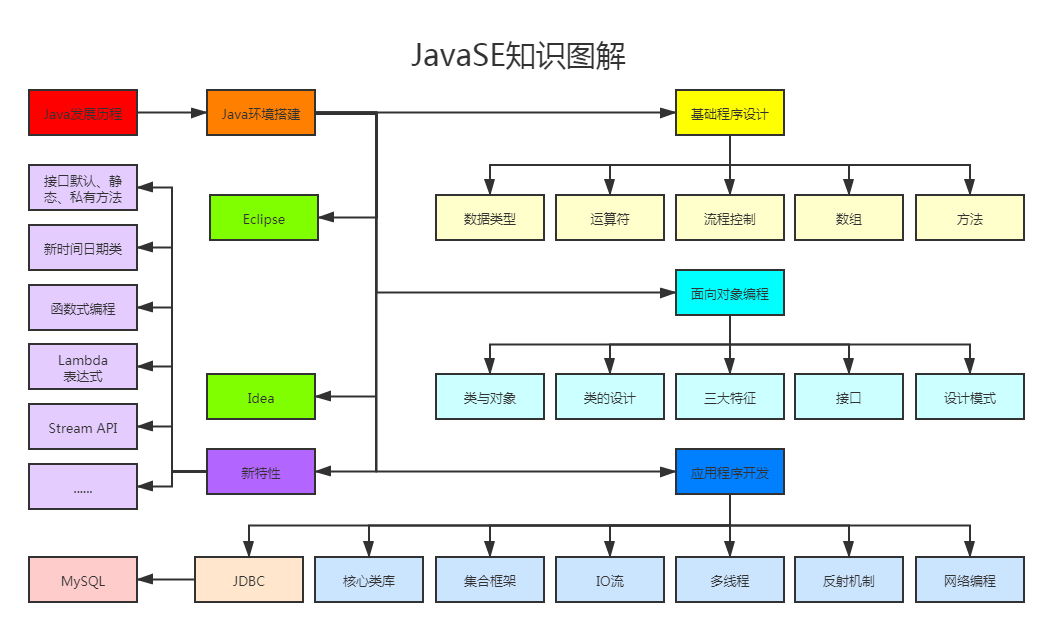 JavaSE知识图解
Java发展历程
Java环境搭建
基础程序设计
接口默认、静
态、私有方法
Eclipse
数据类型
运算符
流程控制
数组
方法
新时间日期类
函数式编程
面向对象编程
Lambda
表达式
Idea
类与对象
类的设计
三大特征
接口
设计模式
Stream API
新特性
应用程序开发
......
MySQL
JDBC
核心类库
集合框架
IO流
多线程
反射机制
网络编程